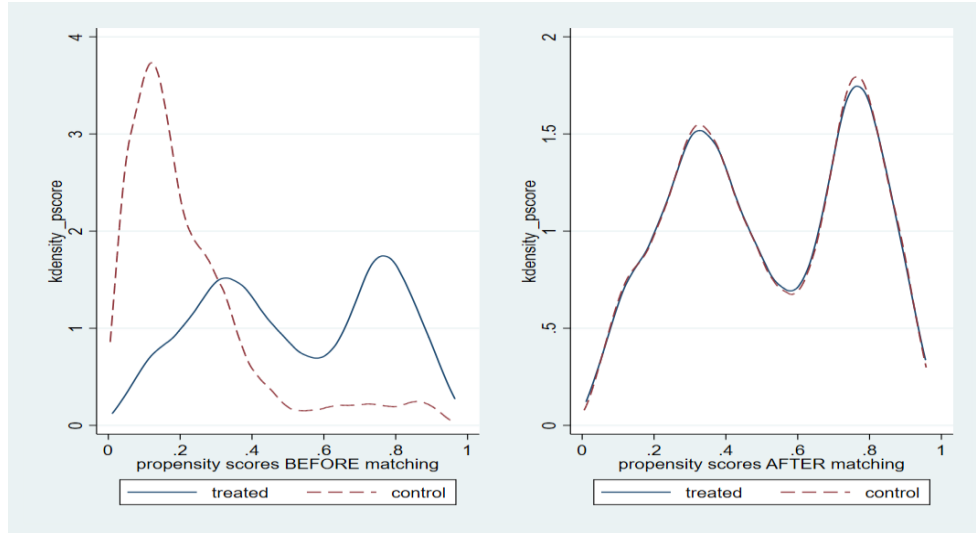 kdensity_pscore
4
3
2
1
0
0 .2 .4 .6 .8 1
propensity scores BEFORE matching
treated control
kdensity_pscore
2
1.5
1
.5
0
0 .2 .4 .6 .8 1
propensity scores AFTER matching
treated control